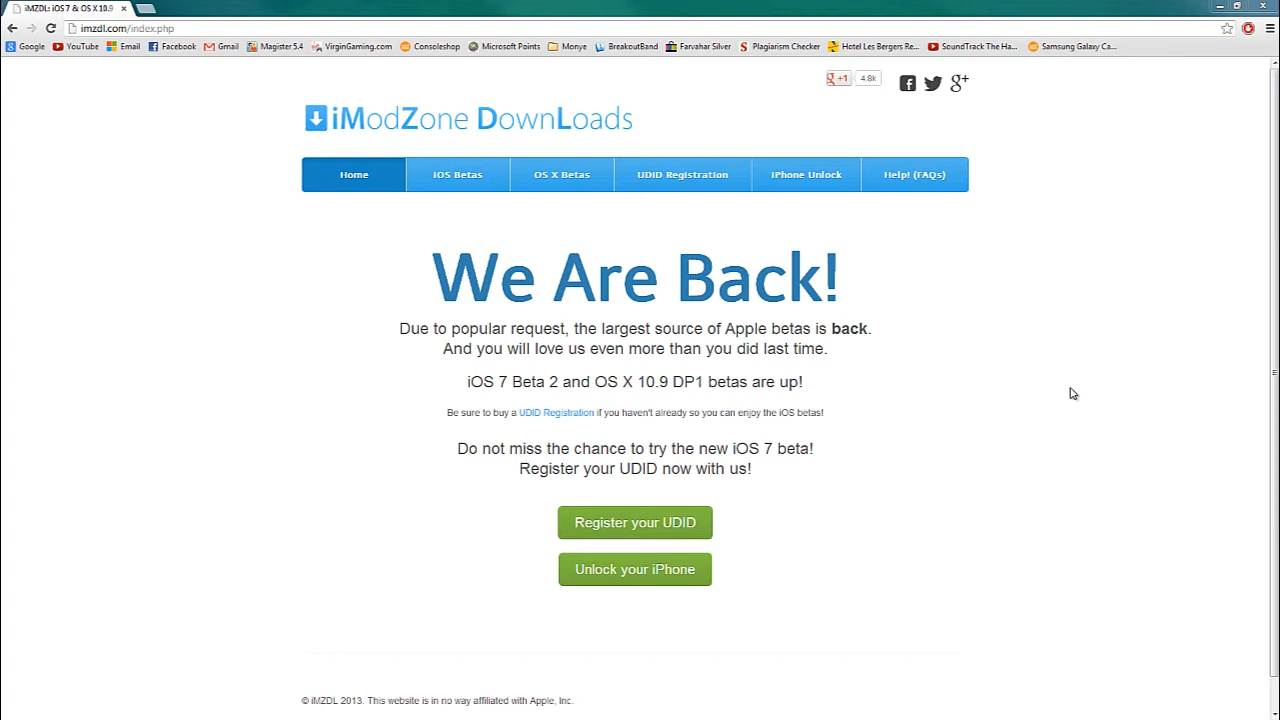 iMZDL: iOS 7 & OS X 10.9
imzdl.com/index.php
Google YouTube Email Facebook Gmail Magister 5.4 VirginGaming.com Consoleshop Microsoft Points Monye BreakoutBand Farvahar Silver Plagiarism Checker Hotel Les Bergers Re... SoundTrack The Ha... Samsung Galaxy Ca...
+1 4.8k
iModZone DownLoads
Home iOS Betas OS X Betas UDID Registration iPhone Unlock Help! (FAQs)
We Are Back!
Due to popular request, the largest source of Apple betas is back.
And you will love us even more than you did last time.
iOS 7 Beta 2 and OS X 10.9 DP1 betas are up!
Be sure to buy a UDID Registration if you haven't already so you can enjoy the iOS betas!
Do not miss the chance to try the new iOS 7 beta!
Register your UDID now with us!
Register your UDID
Unlock your iPhone
© iMZDL 2013. This website is in no way affiliated with Apple, Inc.